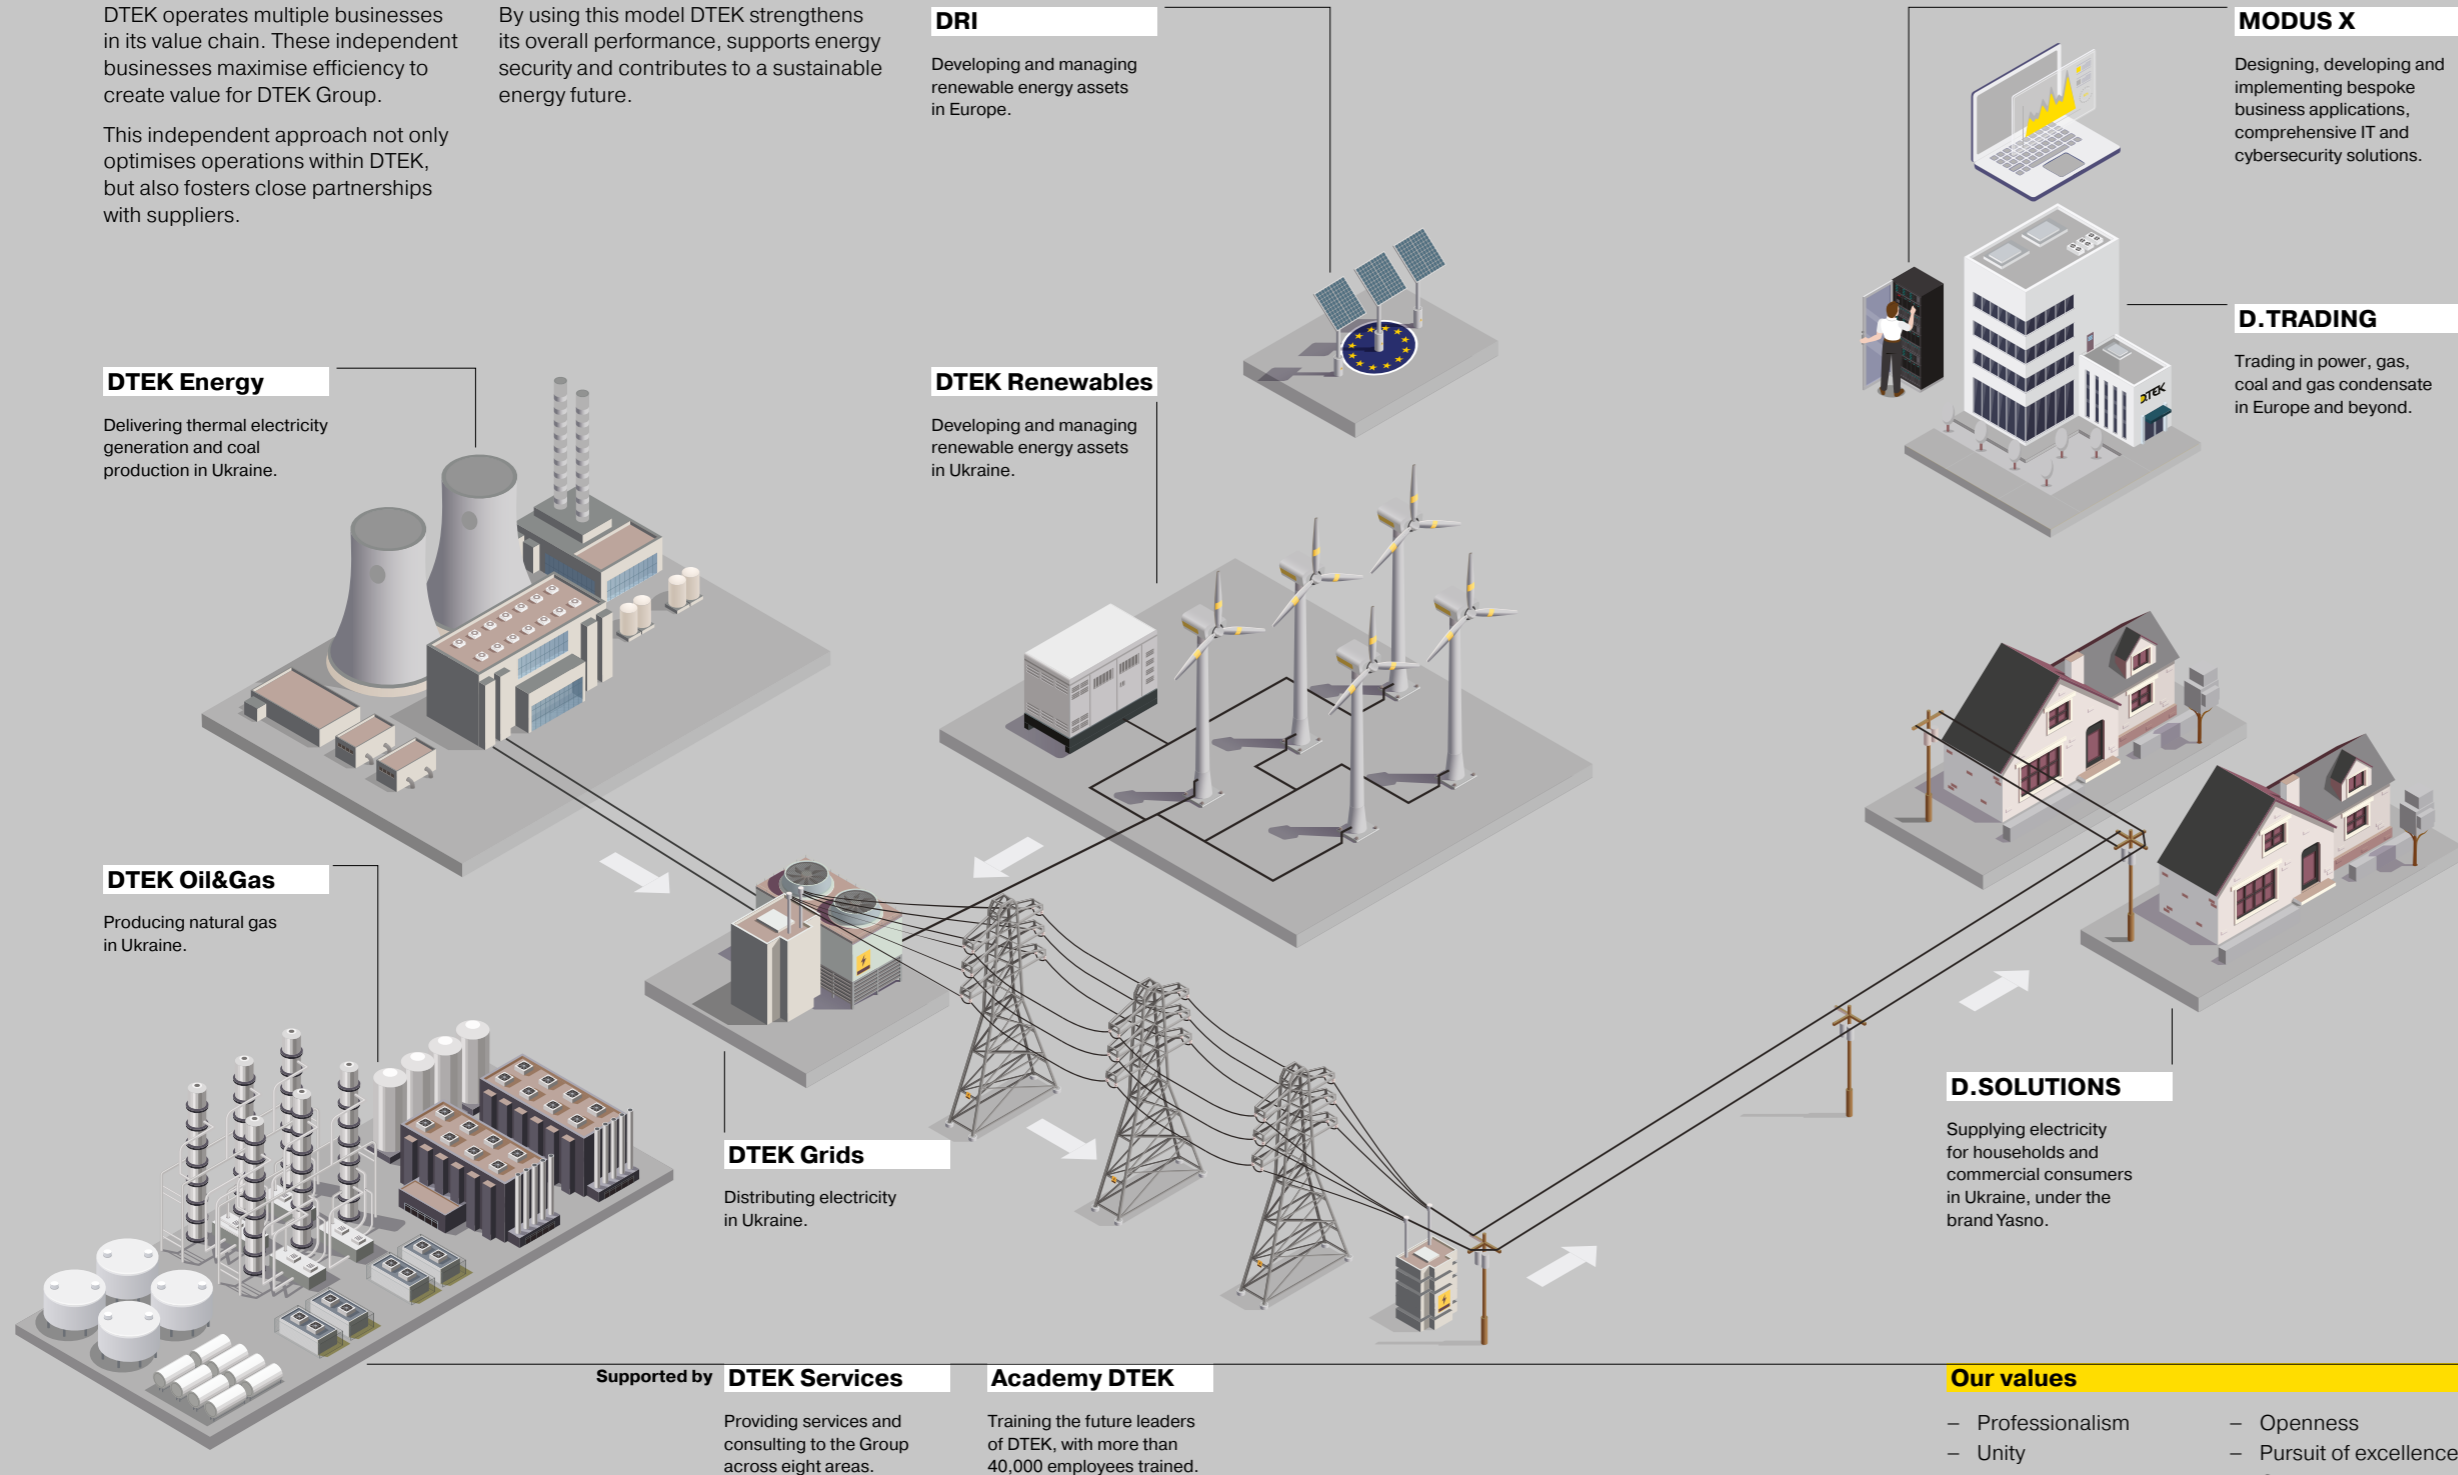 DTEK operates multiple businesses
in its value chain. These independent
businesses maximise efficiency to
create value for DTEK Group.
This independent approach not only
optimises operations within DTEK,
but also fosters close partnerships
with suppliers.
By using this model DTEK strengthens
its overall performance, supports energy
security and contributes to a sustainable
energy future.
DRI
Developing and managing
renewable energy assets
in Europe.
MODUS X
Designing, developing and
implementing bespoke
business applications,
comprehensive IT and
cybersecurity solutions.
D.TRADING
Trading in power, gas,
coal and gas condensate
in Europe and beyond.
DTEK
DTEK Energy
Delivering thermal electricity
generation and coal
production in Ukraine.
DTEK Renewables
Developing and managing
renewable energy assets
in Ukraine.
DTEK Oil&Gas
Producing natural gas
in Ukraine.
DTEK Grids
Distributing electricity
in Ukraine.
D.SOLUTIONS
Supplying electricity
for households and
commercial consumers
in Ukraine, under the
brand Yasno.
Supported by
DTEK Services
Providing services and
consulting to the Group
across eight areas.
Academy DTEK
Training the future leaders
of DTEK, with more than
40,000 employees trained.
Our values
– Professionalism
– Unity
– Openness
– Pursuit of excellence